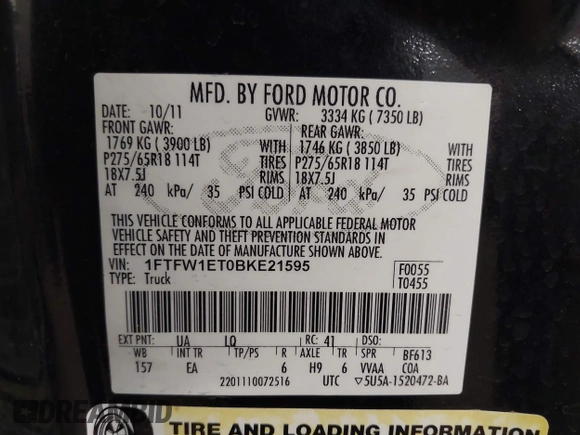 MFD. BY FORD MOTOR CO.
DATE: 10/11 GVWR: 3334 KG ( 7350 LB)
FRONT GAWR: REAR GAWR:
1769 KG ( 3900 LB) WITH 1746 KG ( 3850 LB) WITH
P275/65R18 114T TIRES P275/65R18 114T TIRES
18X7.5J RIMS 18X7.5J RIMS
AT 240 kPa/ 35 PSI COLD AT 240 kPa/ 35 PSI COLD
THIS VEHICLE CONFORMS TO ALL APPLICABLE FEDERAL MOTOR
VEHICLE SAFETY AND THEFT PREVENTION STANDARDS IN
EFFECT ON THE DATE OF MANUFACTURE SHOWN ABOVE.
VIN: 1FTFW1ET0BKE21595 F0055
TYPE: Truck T0455
EXT PNT: UA LQ RC: 41 DSO: BF613
WB INT TR TP/PS R AXLE TR SPR COA
157 EA 6 H9 6 VVAA
2201110072516 UTC ▽5U5A-1520472-BA
TIRE AND LOADING INFORMATION
DREAMBID
Ford